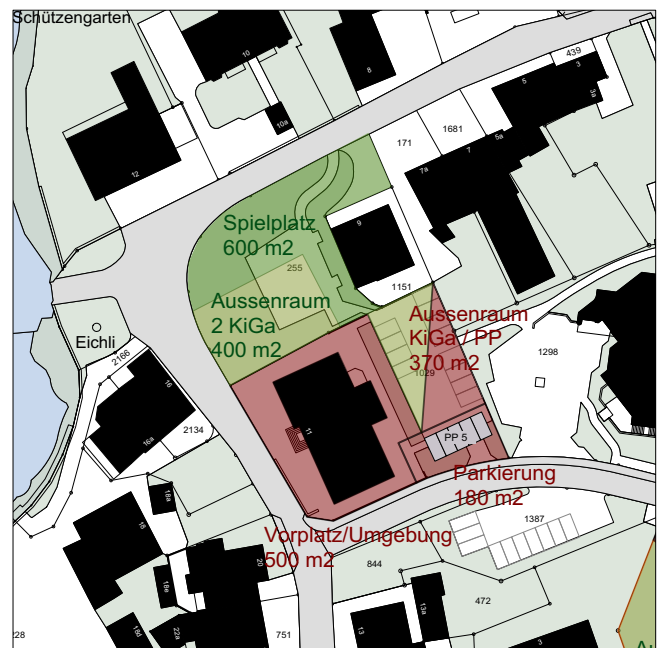 Schützengarten
10
8
439
3
5
3a
10a
12
171
1681
5a
7
7a
9
Spielplatz
600 m2
255
1151
Aussenraum
2 KiGa
400 m2
Aussenraum
KiGa / PP
370 m2
1029
1298
Eichli
2166
16
16a
2134
11
PP 5
Parkierung
180 m2
Vorplatz/Umgebung
500 m2
1387
18a
16
844
20
18e
472
13a
13
18d
22a
751
228
3